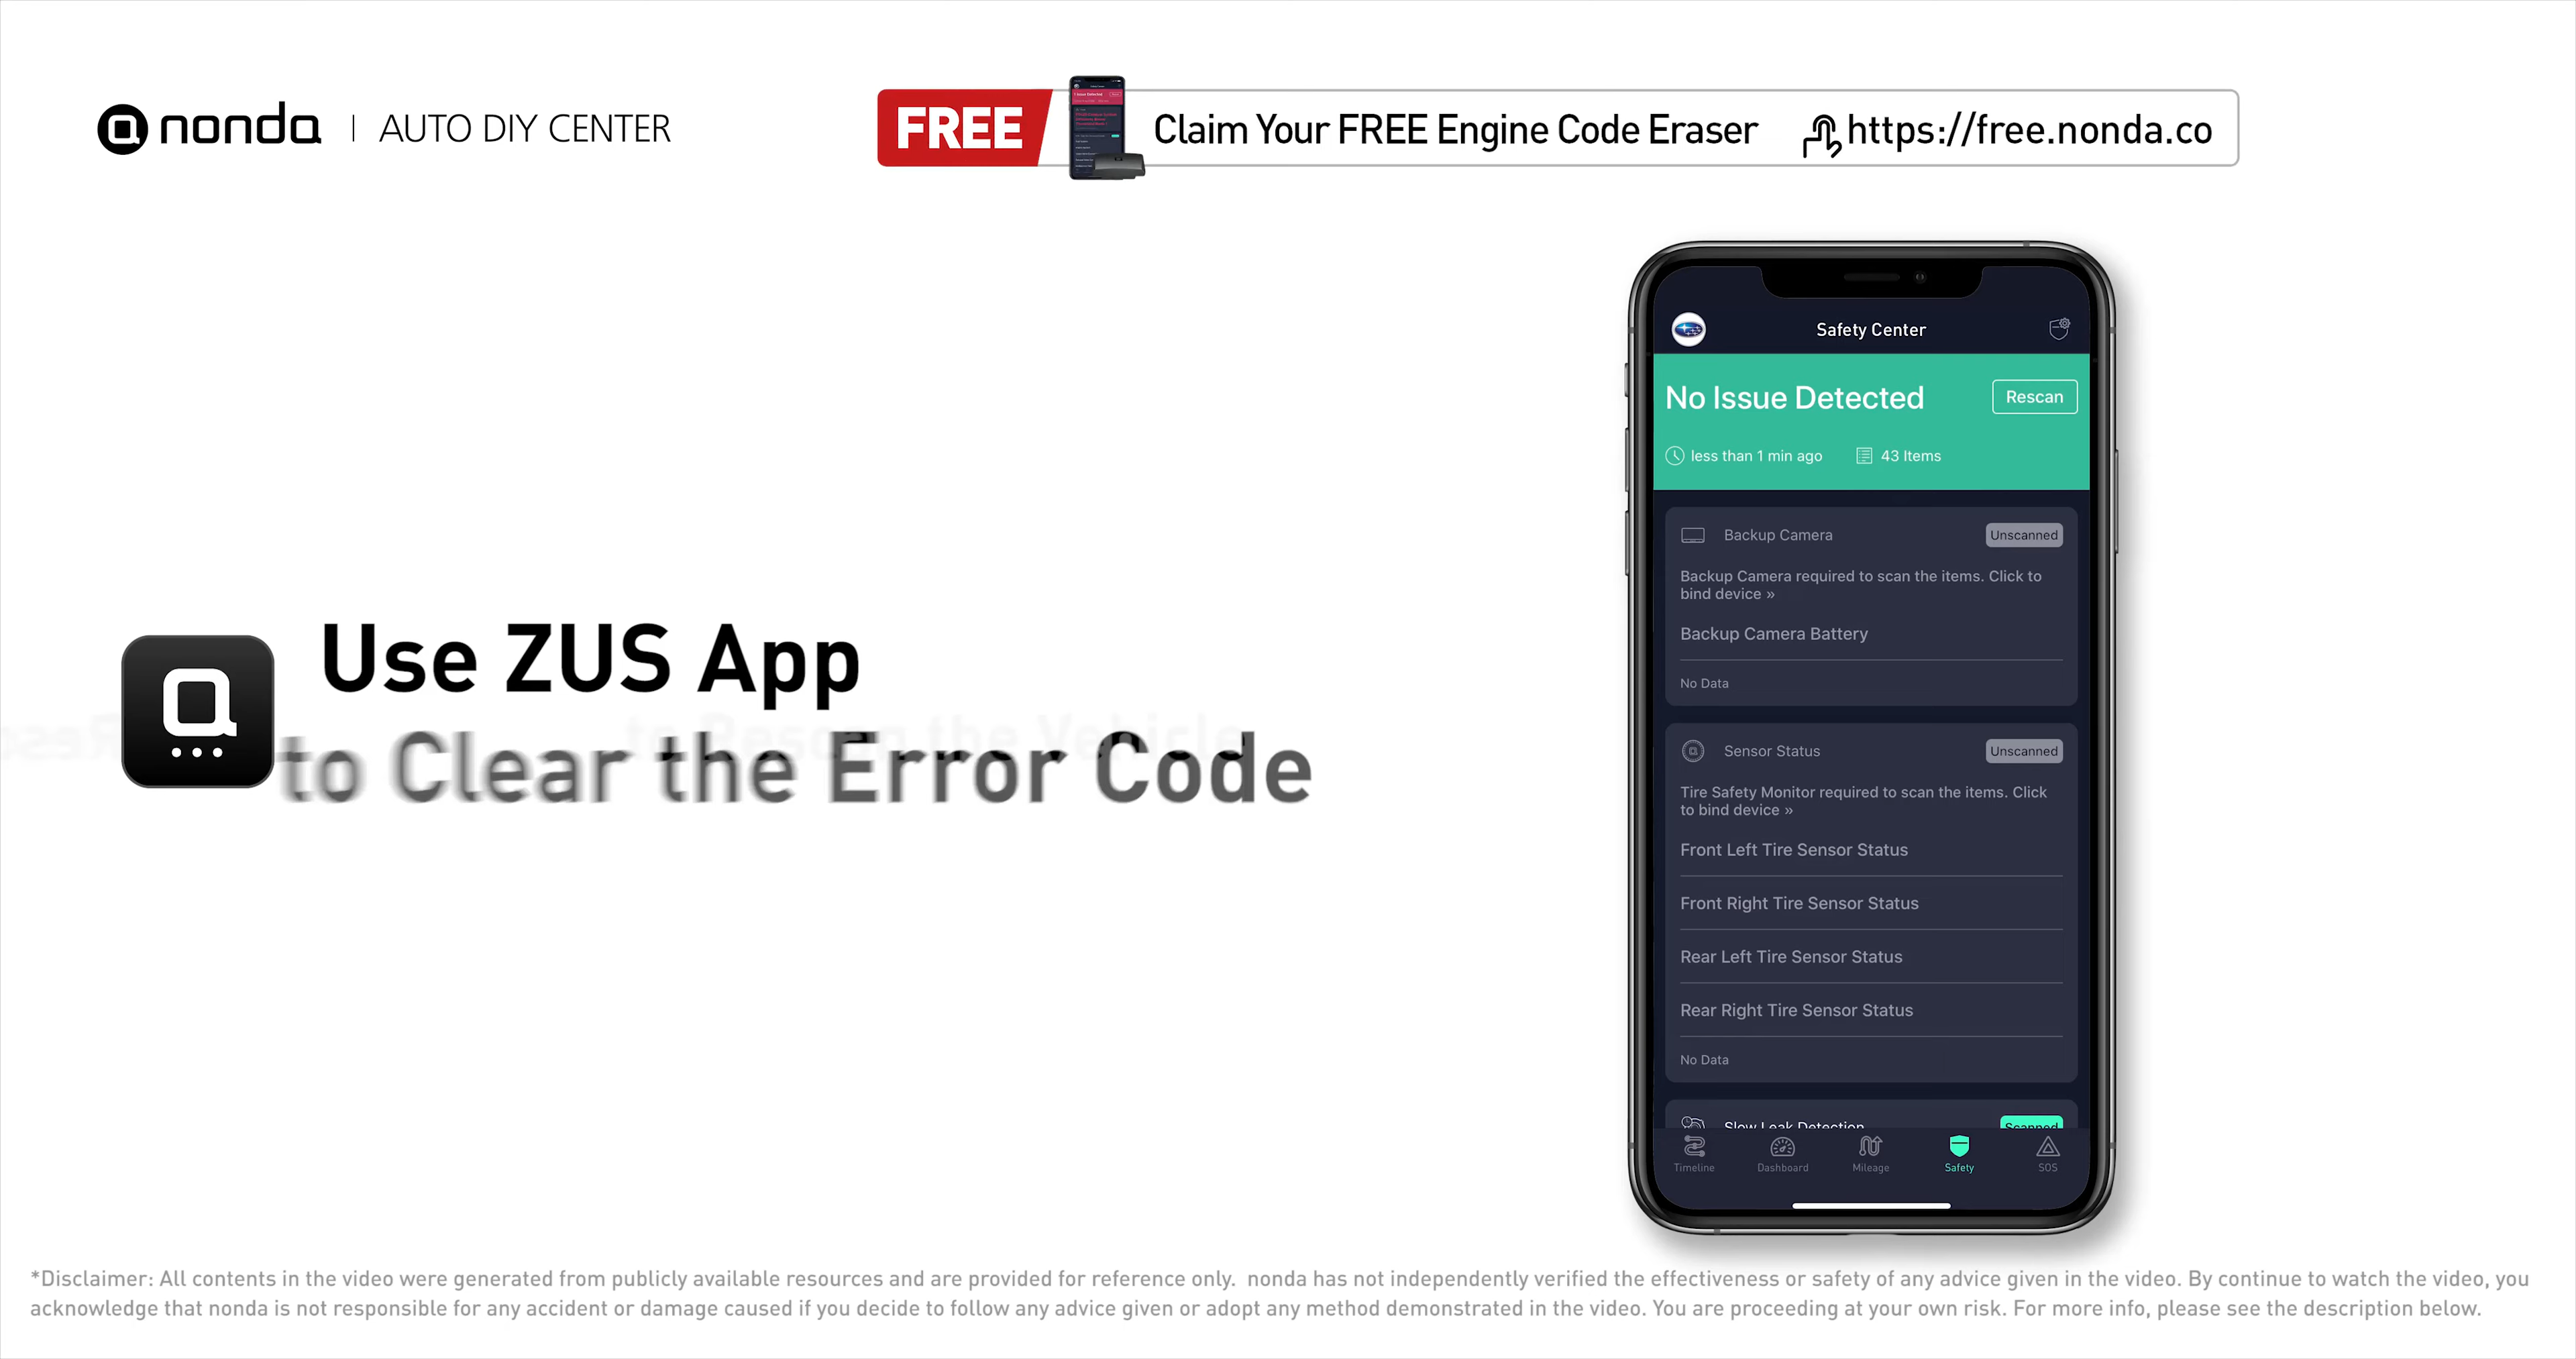 nonda | AUTO DIY CENTER
FREE Claim Your FREE Engine Code Eraser https://free.nonda.co
Safety Center
No Issue Detected Rescan
less than 1 min ago 43 Items
Backup Camera Unscanned
Backup Camera required to scan the items. Click to
bind device »
Backup Camera Battery
No Data
Sensor Status Unscanned
Tire Safety Monitor required to scan the items. Click
to bind device »
Front Left Tire Sensor Status
Front Right Tire Sensor Status
Rear Left Tire Sensor Status
Rear Right Tire Sensor Status
No Data
Slow Leak Detection Scanned
Timeline Dashboard Mileage Safety SOS
Use ZUS App
to Clear the Error Code
to Rescan the Vehicle
*Disclaimer: All contents in the video were generated from publicly available resources and are provided for reference only. nonda has not independently verified the effectiveness or safety of any advice given in the video. By continue to watch the video, you
acknowledge that nonda is not responsible for any accident or damage caused if you decide to follow any advice given or adopt any method demonstrated in the video. You are proceeding at your own risk. For more info, please see the description below.